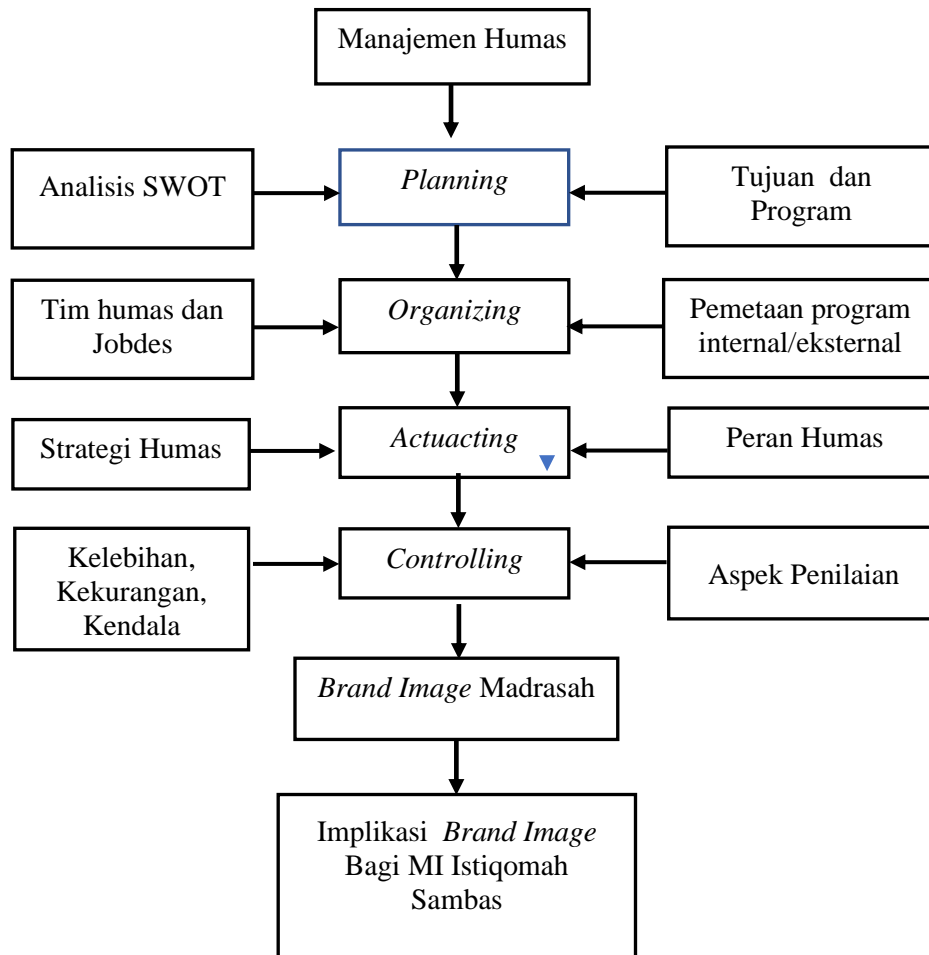 Manajemen Humas
Analisis SWOT
Planning
Tujuan dan
Program
Tim humas dan
Jobdes
Organizing
Pemetaan program
internal/eksternal
Strategi Humas
Actuacting
Peran Humas
Kelebihan,
Kekurangan,
Kendala
Controlling
Aspek Penilaian
Brand Image Madrasah
Implikasi Brand Image
Bagi MI Istiqomah
Sambas